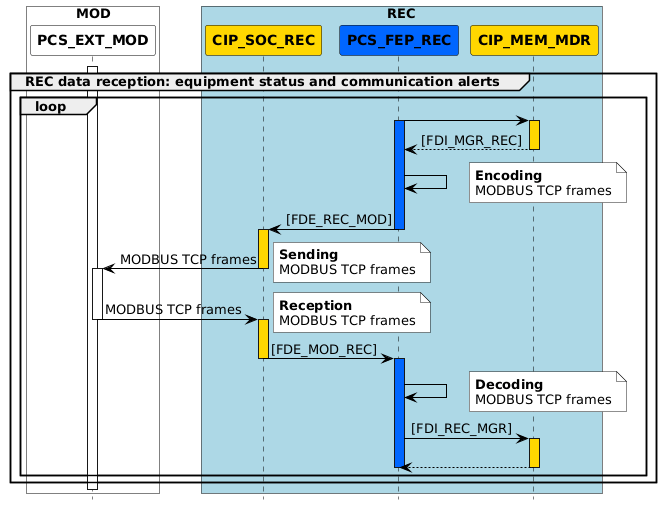 MOD
REC
PCS_EXT_MOD
CIP_SOC_REC
PCS_FEP_REC
CIP_MEM_MDR
REC data reception: equipment status and communication alerts
loop
[FDI_MGR_REC]
Encoding
MODBUS TCP frames
[FDE_REC_MOD]
Sending
MODBUS TCP frames
MODBUS TCP frames
Reception
MODBUS TCP frames
MODBUS TCP frames
[FDE_MOD_REC]
Decoding
MODBUS TCP frames
[FDI_REC_MGR]